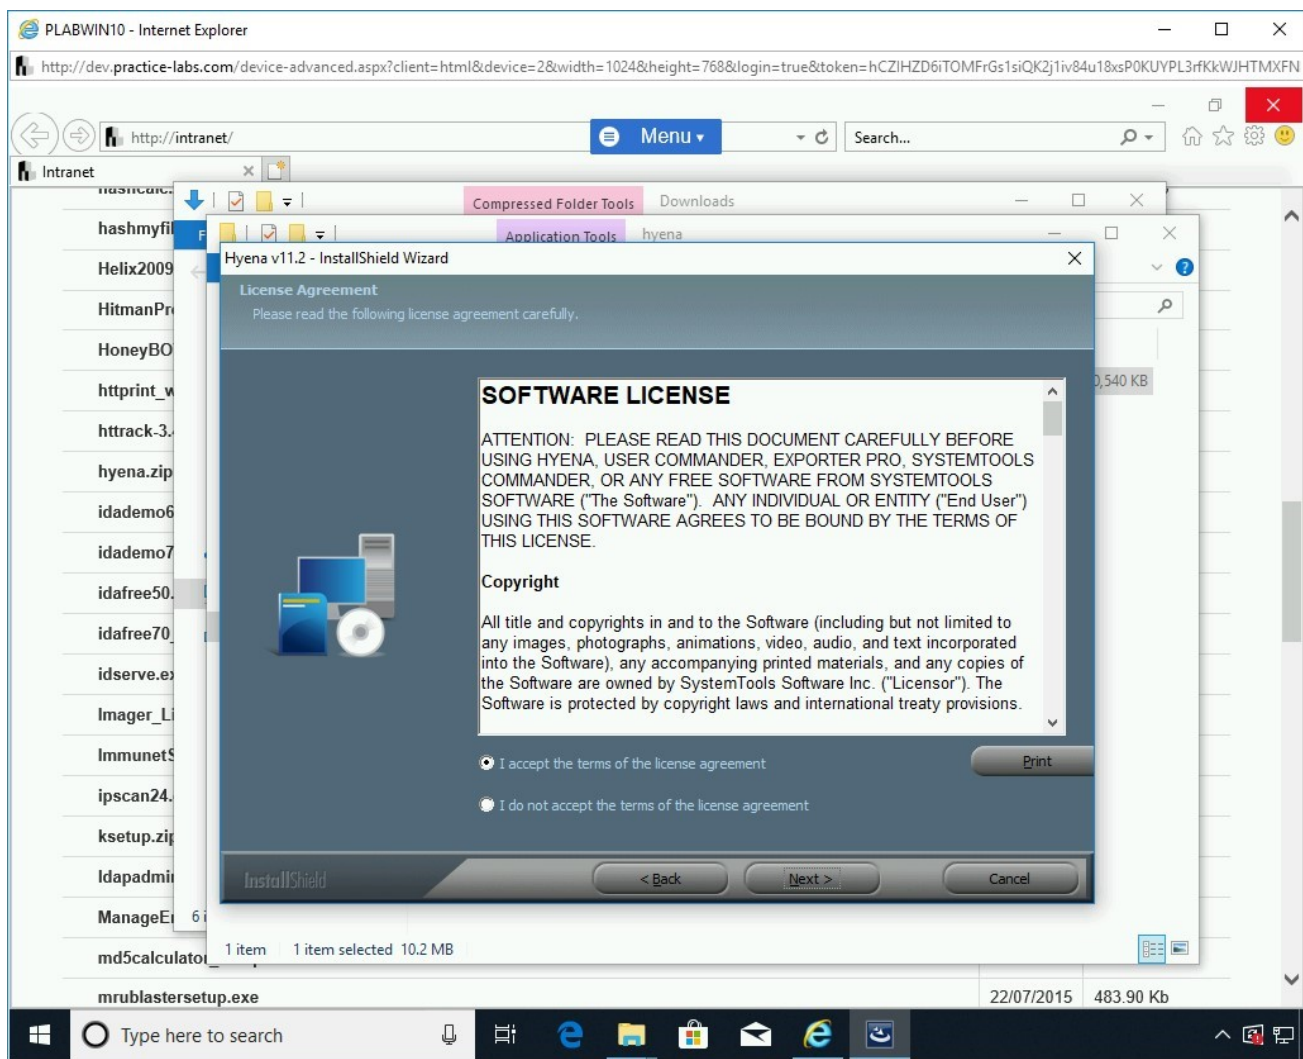 PLABWIN10 - Internet Explorer
http://dev.practice-labs.com/device-advanced.aspx?client=html&device=2&width=1024&height=768&login=true&token=hCZIHZD6iTOMFrGs1siQK2j1iv84u18xsP0KUYPL3rfKkWJHTMXFN
http://intranet/
Menu
Search...
Intranet
hashcalc.
Compressed Folder Tools
Downloads
hashmyfil
F
Application Tools
hyena
Helix2009
Hyena v11.2 - InstallShield Wizard
License Agreement
HitmanPr
Please read the following license agreement carefully.
HoneyBO
httprint_w
0,540 KB
SOFTWARE LICENSE
httrack-3.
ATTENTION: PLEASE READ THIS DOCUMENT CAREFULLY BEFORE
USING HYENA, USER COMMANDER, EXPORTER PRO, SYSTEMTOOLS
hyena.zip
COMMANDER, OR ANY FREE SOFTWARE FROM SYSTEMTOOLS
SOFTWARE ("The Software"). ANY INDIVIDUAL OR ENTITY ("End User")
idademo6
USING THIS SOFTWARE AGREES TO BE BOUND BY THE TERMS OF
THIS LICENSE.
idademo7
Copyright
idafree50.
All title and copyrights in and to the Software (including but not limited to
idafree70_
any images, photographs, animations, video, audio, and text incorporated
into the Software), any accompanying printed materials, and any copies of
idserve.ex
the Software are owned by SystemTools Software Inc. ("Licensor"). The
Software is protected by copyright laws and international treaty provisions.
Imager_Li
ImmunetS
I accept the terms of the license agreement
Print
ipscan24.
I do not accept the terms of the license agreement
ksetup.zip
ldapadmin
InstallShield
< Back
Next >
Cancel
ManageEn
6 i
1 item
1 item selected 10.2 MB
md5calculator_
mrublastersetup.exe
22/07/2015
483.90 Kb
Type here to search